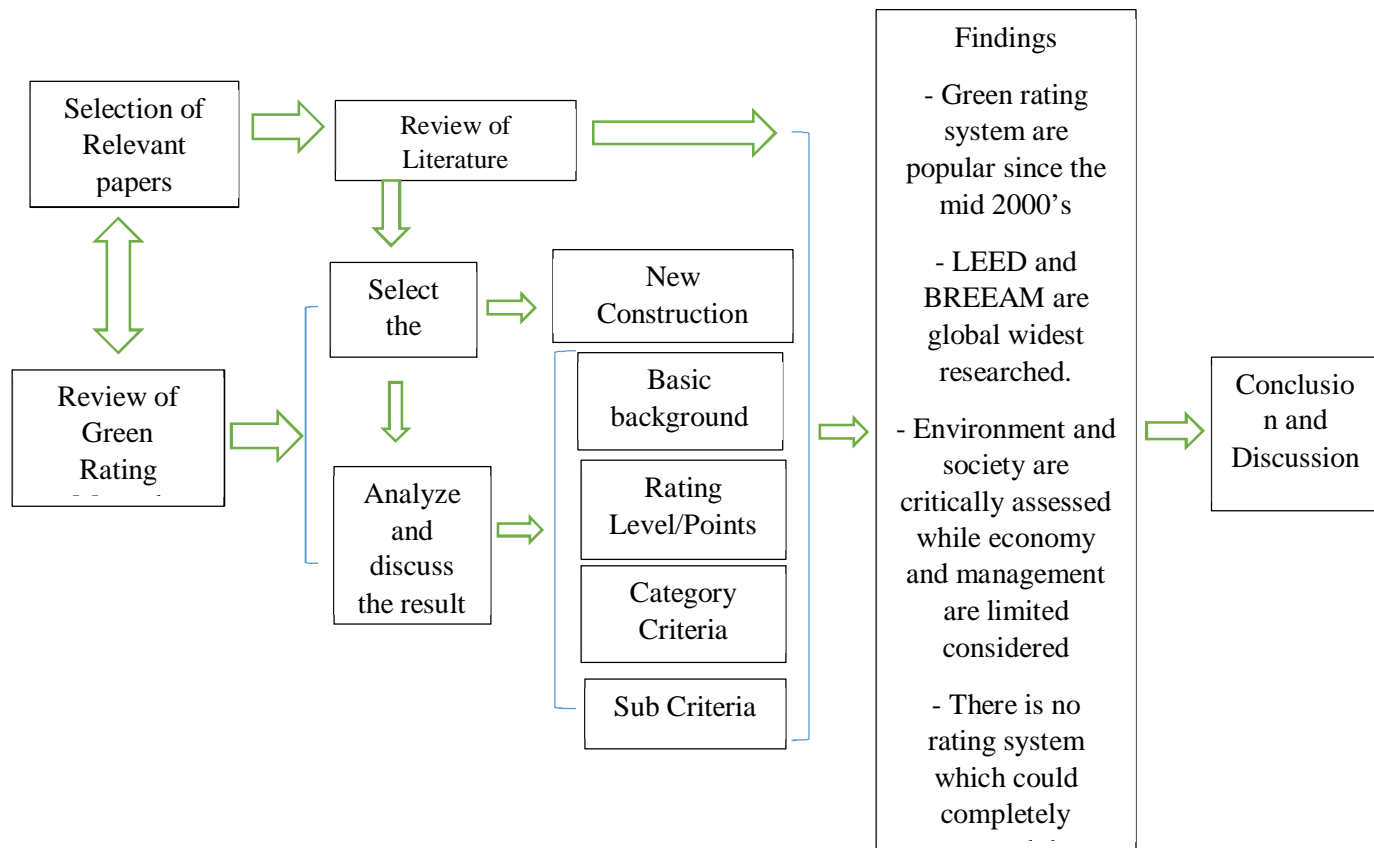 Selection of
Relevant
papers
Review of
Literature
Review of
Green
Rating
Select
the
New
Construction
Analyze
and
discuss
the result
Basic
background
Rating
Level/Points
Category
Criteria
Sub Criteria
Findings
- Green rating
system are
popular since the
mid 2000’s
- LEED and
BREEAM are
global widest
researched.
- Environment and
society are
critically assessed
while economy
and management
are limited
considered
- There is no
rating system
which could
completely
Conclusio
n and
Discussion